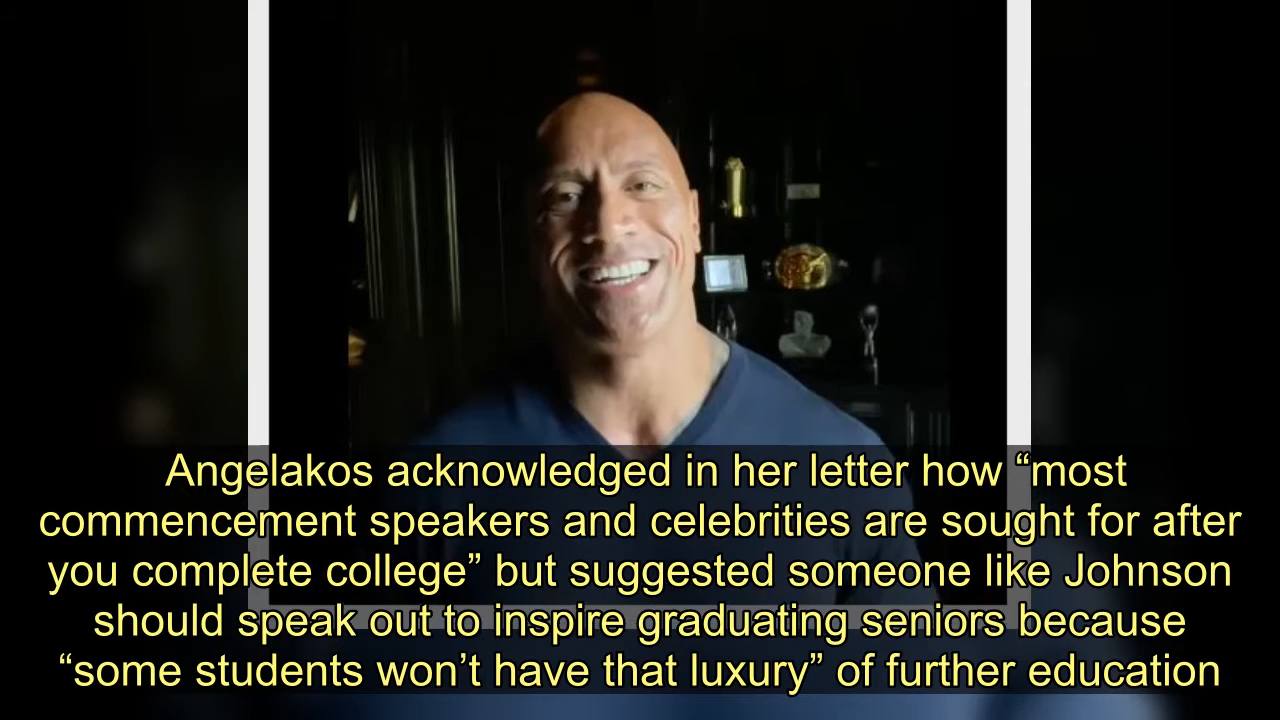 Angelakos acknowledged in her letter how “most
commencement speakers and celebrities are sought for after
you complete college” but suggested someone like Johnson
should speak out to inspire graduating seniors because
“some students won’t have that luxury” of further education